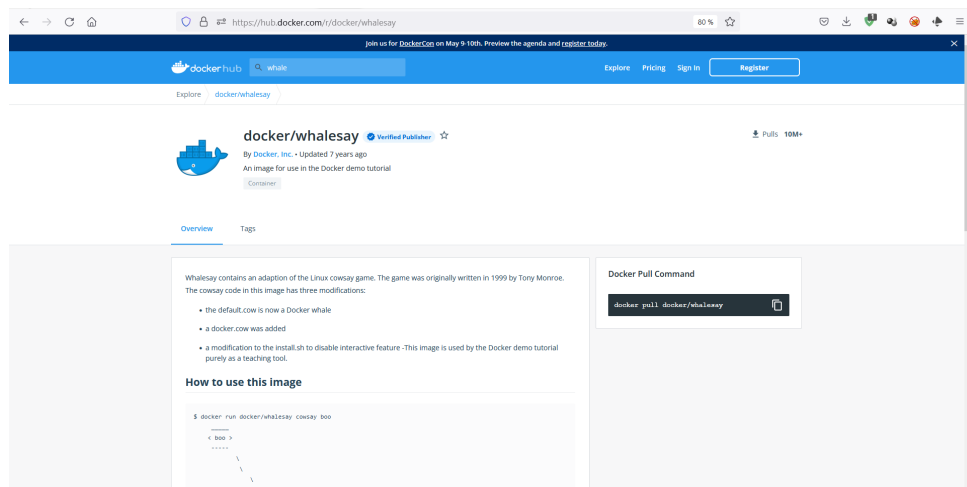 https://hub.docker.com/r/docker/whalesay
80 %
1
Join us for DockerCon on May 9-10th. Preview the agenda and register today.
dockerhub
whale
Explore
Pricing
Sign In
Register
Explore
docker/whalesay
docker/whalesay
Verified Publisher
Pulls 10M+
By Docker, Inc. • Updated 7 years ago
An image for use in the Docker demo tutorial
Container
Overview
Tags
Whalesay contains an adaption of the Linux cowsay game. The game was originally written in 1999 by Tony Monroe.
The cowsay code in this image has three modifications:
• the default.cow is now a Docker whale
• a docker.cow was added
• a modification to the install.sh to disable interactive feature -This image is used by the Docker demo tutorial
purely as a teaching tool.
How to use this image
$ docker run docker/whalesay cowsay boo
_____
< boo >
-----
\
\
\
Docker Pull Command
docker pull docker/whalesay